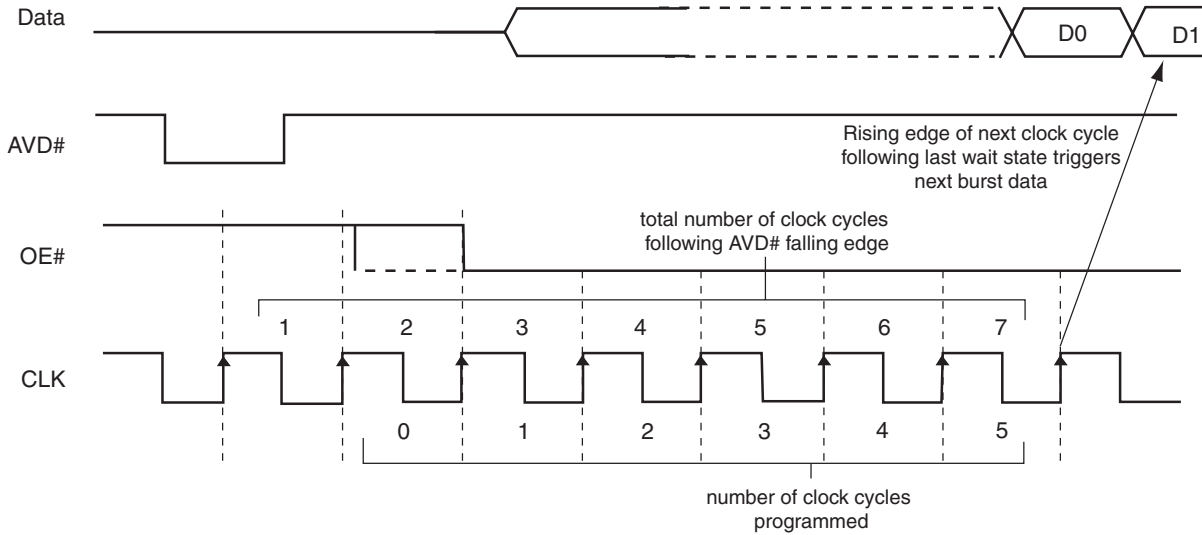 Data
D0
D1
AVD#
Rising edge of next clock cycle
following last wait state triggers
next burst data
total number of clock cycles
following AVD# falling edge
OE#
1 2 3 4 5 6 7
CLK
0 1 2 3 4 5
number of clock cycles
programmed